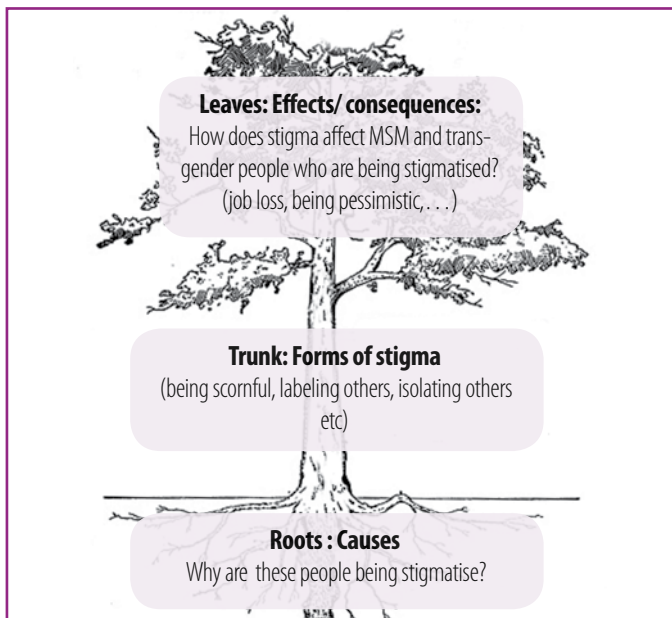 Leaves: Effects/ consequences:
How does stigma affect MSM and trans-
gender people who are being stigmatised?
(job loss, being pessimistic,. . . )
Trunk: Forms of stigma
(being scornful, labeling others, isolating others
etc)
Roots : Causes
Why are these people being stigmatise?